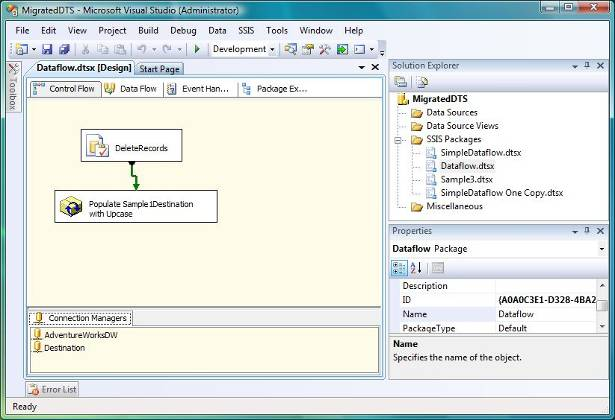 MigratedDTS - Microsoft Visual Studio (Administrator)
File Edit View Project Build Debug Data SSIS Tools Window Help
Development
Toolbox
Dataflow.dtsx [Design] Start Page
Control Flow Data Flow Event Han... Package Ex...
DeleteRecords
Populate Sample1Destination
with Upcase
Connection Managers
AdventureWorksDW
Destination
Solution Explorer
MigratedDTS
Data Sources
Data Source Views
SSIS Packages
SimpleDataflow.dtsx
Dataflow.dtsx
Sample3.dtsx
SimpleDataflow One Copy.dtsx
Miscellaneous
Properties
Dataflow Package
Description
ID {A0A0C3E1-D328-4BA2
Name Dataflow
PackageType Default
Name
Specifies the name of the object.
Error List
Ready